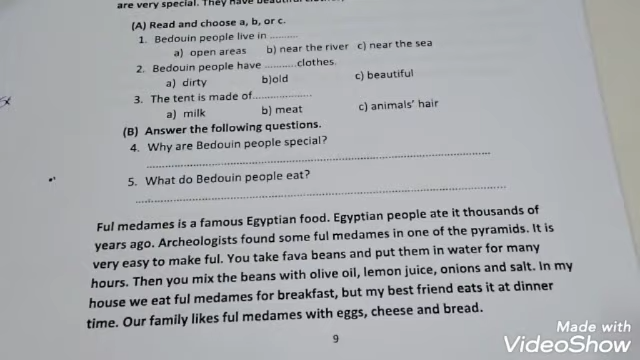 are very special. They have beautiful
(A) Read and choose a, b, or c.
1. Bedouin people live in ..........
a) open areas b) near the river c) near the sea
2. Bedouin people have ...........clothes.
a) dirty b)old c) beautiful
3. The tent is made of....................
a) milk b) meat c) animals' hair
(B) Answer the following questions.
4. Why are Bedouin people special?
5. What do Bedouin people eat?
Ful medames is a famous Egyptian food. Egyptian people ate it thousands of
years ago. Archeologists found some ful medames in one of the pyramids. It is
very easy to make ful. You take fava beans and put them in water for many
hours. Then you mix the beans with olive oil, lemon juice, onions and salt. In my
house we eat ful medames for breakfast, but my best friend eats it at dinner
time. Our family likes ful medames with eggs, cheese and bread.
9
Made with
VideoShow